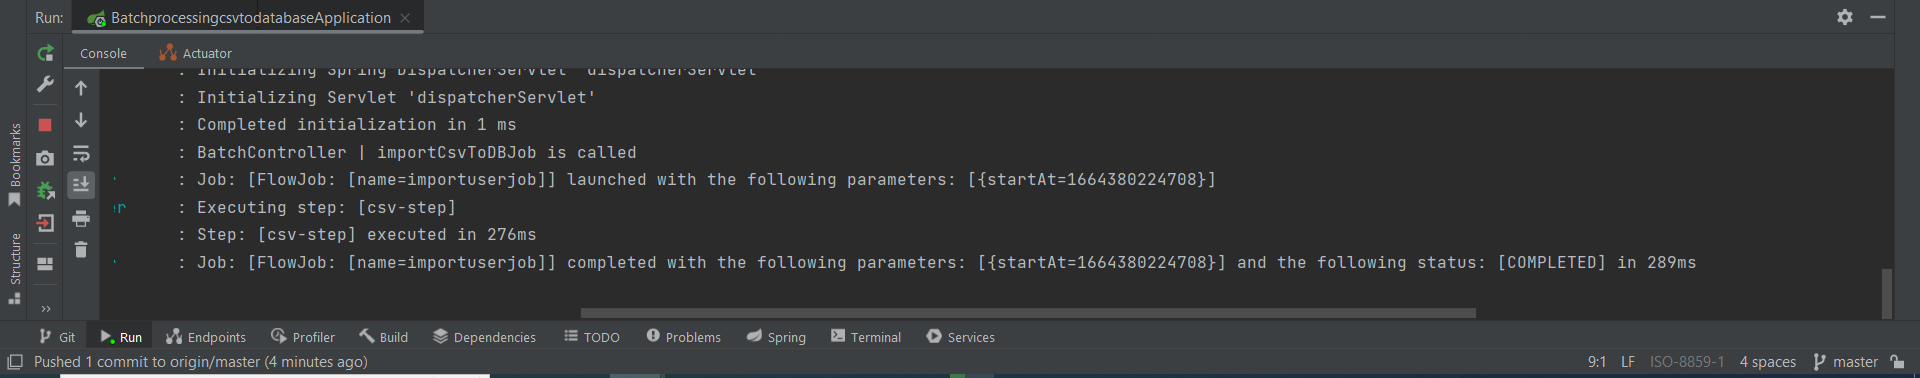 Run: BatchprocessingcsvtodatabaseApplication
Console Actuator
: Initializing Spring DispatcherServlet 'dispatcherServlet'
: Initializing Servlet 'dispatcherServlet'
: Completed initialization in 1 ms
: BatchController | importCsvToDBJob is called
: Job: [FlowJob: [name=importuserjob]] launched with the following parameters: [{startAt=1664380224708}]
er : Executing step: [csv-step]
: Step: [csv-step] executed in 276ms
: Job: [FlowJob: [name=importuserjob]] completed with the following parameters: [{startAt=1664380224708}] and the following status: [COMPLETED] in 289ms
Bookmarks
Structure
Git Run Endpoints Profiler Build Dependencies TODO Problems Spring Terminal Services
Pushed 1 commit to origin/master (4 minutes ago) 9:1 LF ISO-8859-1 4 spaces master